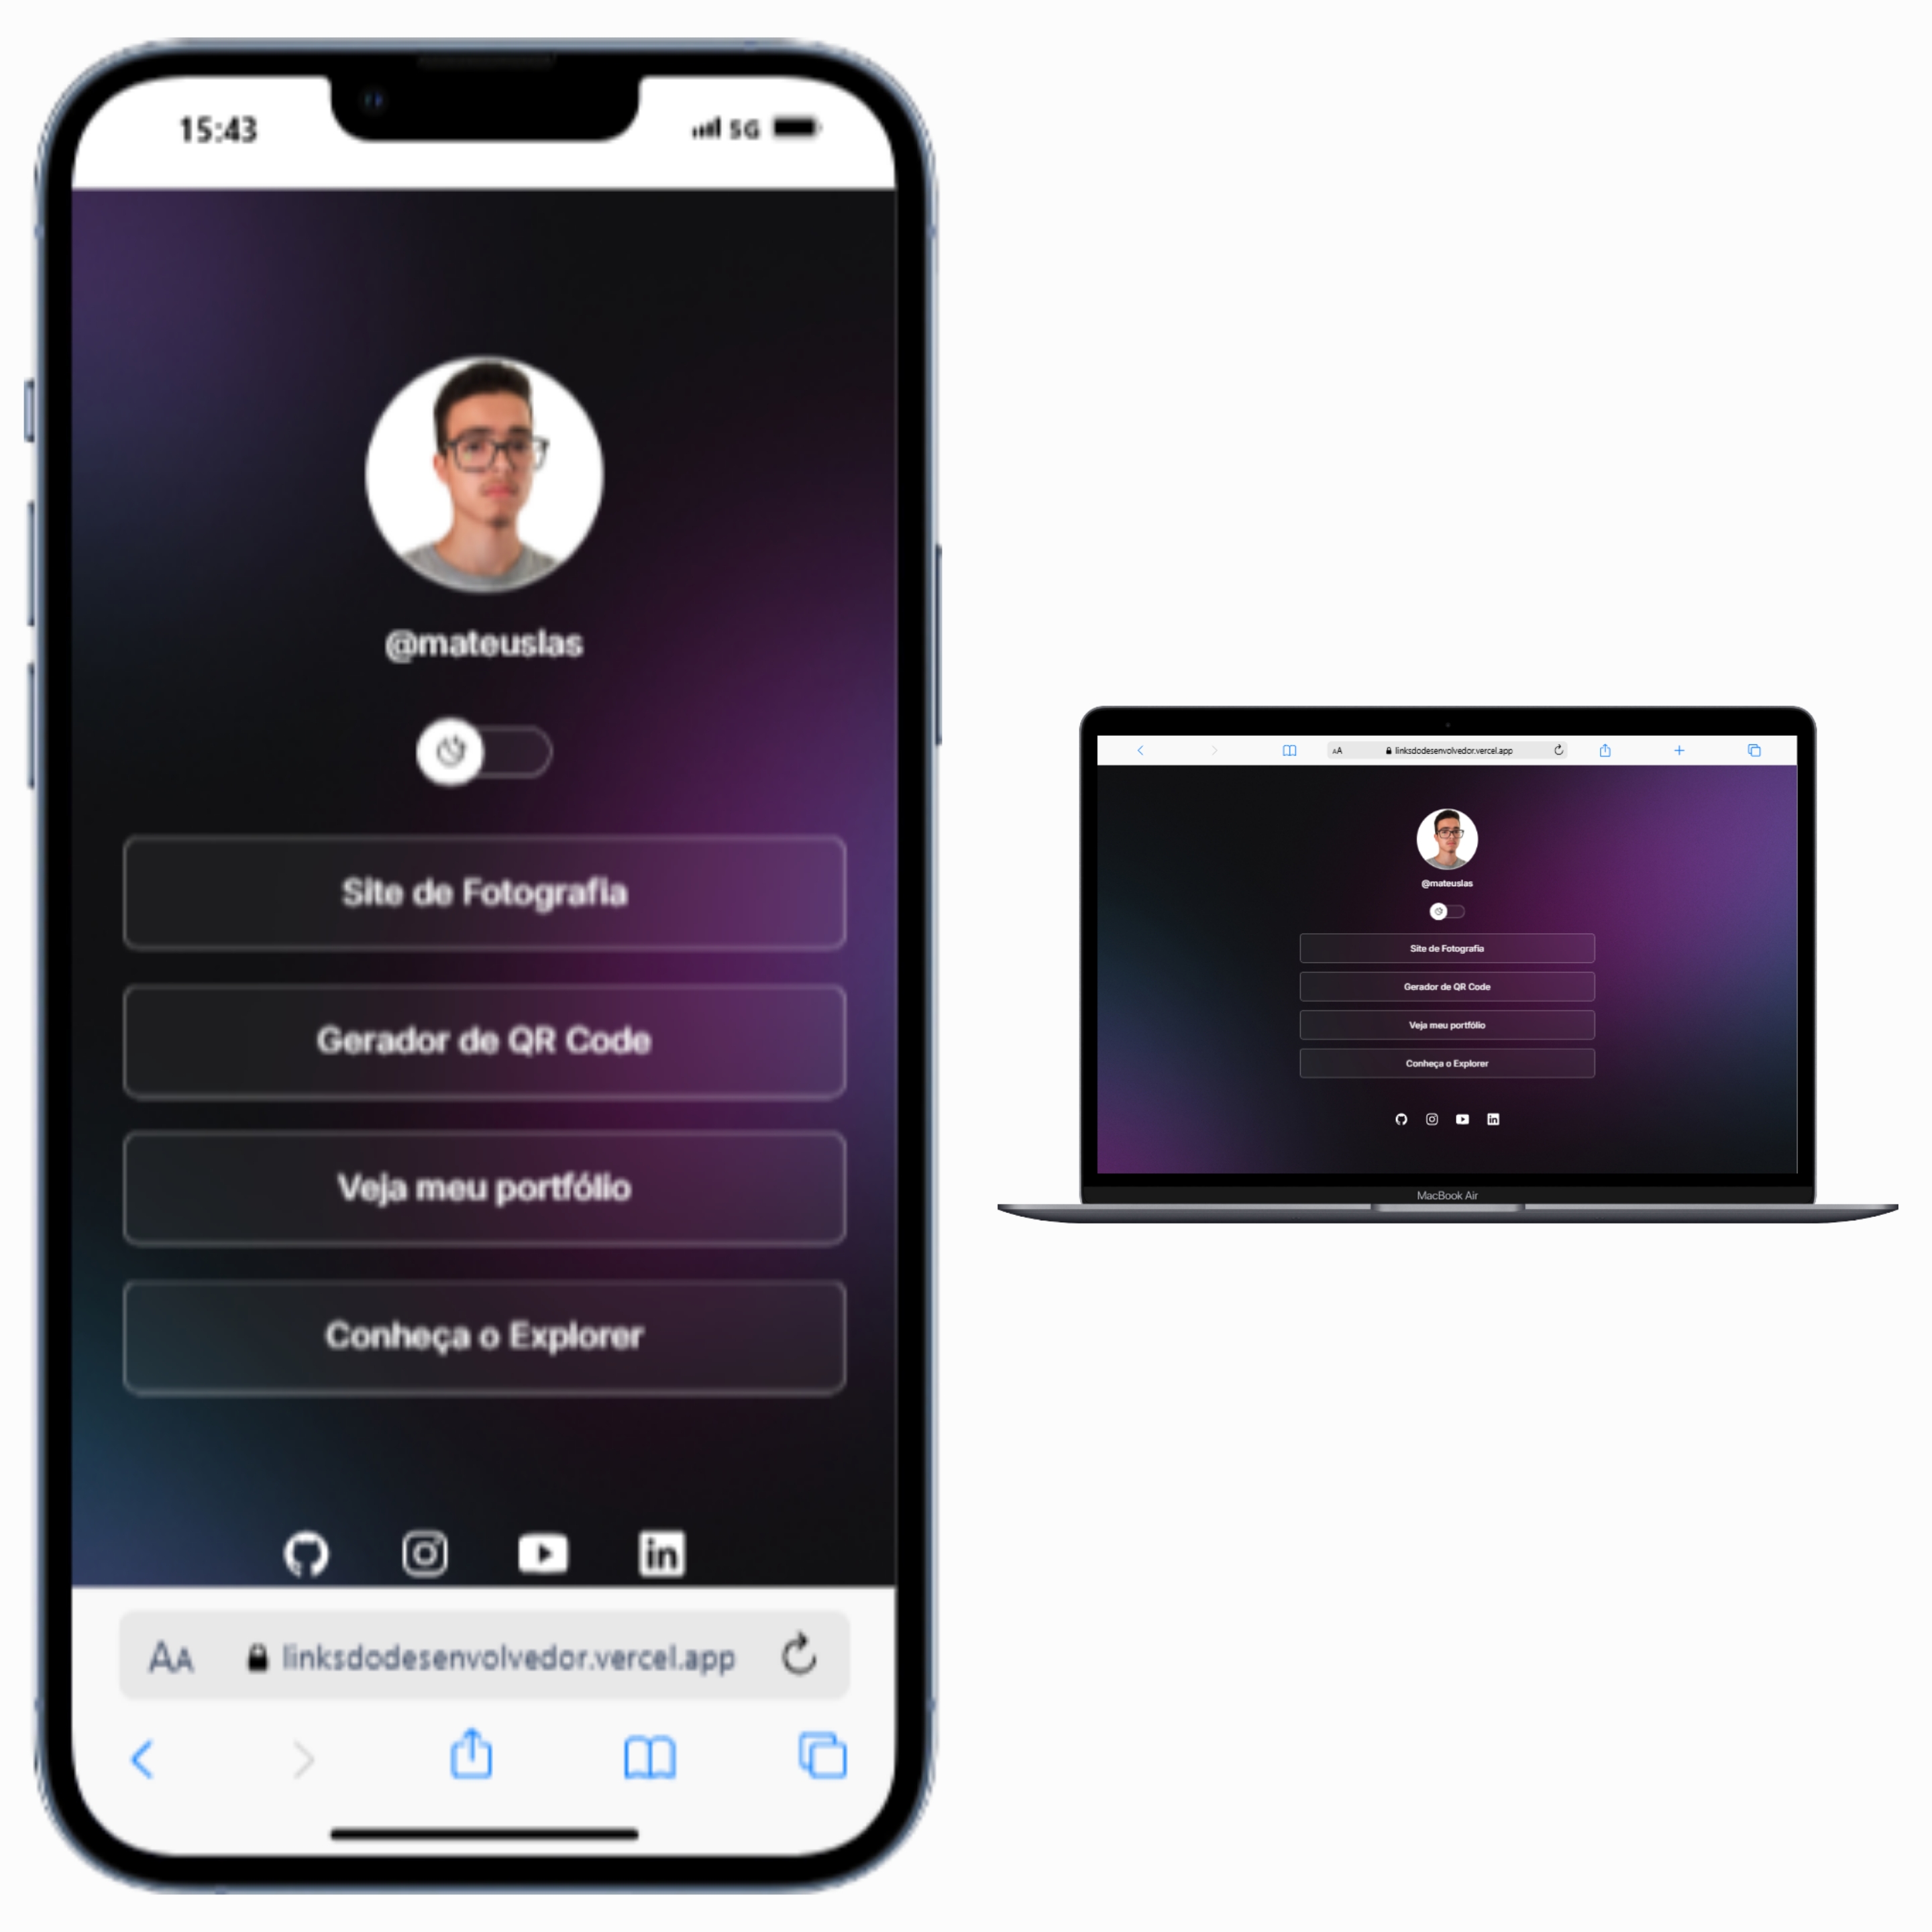 15:43 5G
@mateuslas
Site de Fotografia
Gerador de QR Code
Veja meu portfólio
Conheça o Explorer
in
AA linksdodesenvolvedor.vercel.app
AA linksdodesenvolvedor.vercel.app
@mateuslas
Site de Fotografia
Gerador de QR Code
Veja meu portfólio
Conheça o Explorer
in
MacBook Air